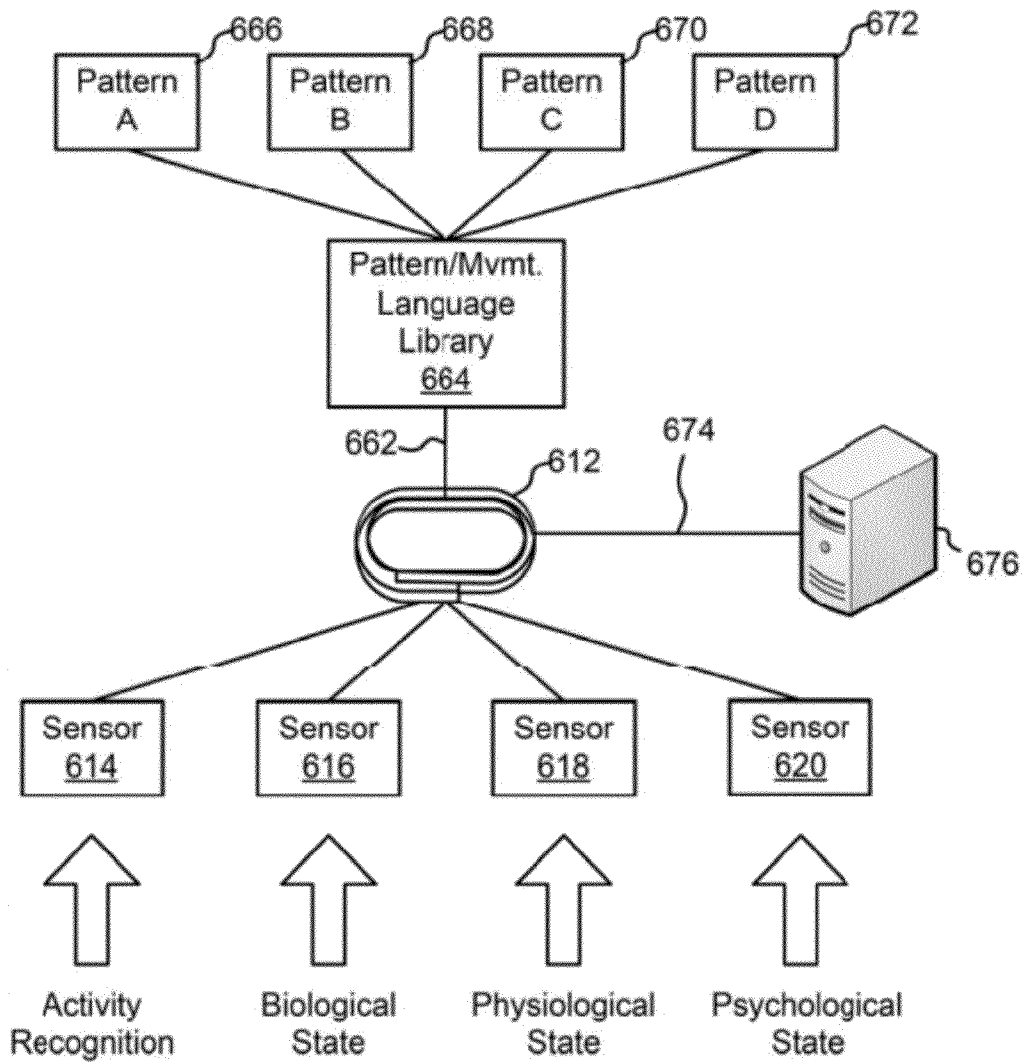 666
668
670
672
Pattern
A
Pattern
B
Pattern
C
Pattern
D
Pattern/Mvmt.
Language
Library
664
662
612
674
676
Sensor
614
Sensor
616
Sensor
618
Sensor
620
Activity
Recognition
Biological
State
Physiological
State
Psychological
State